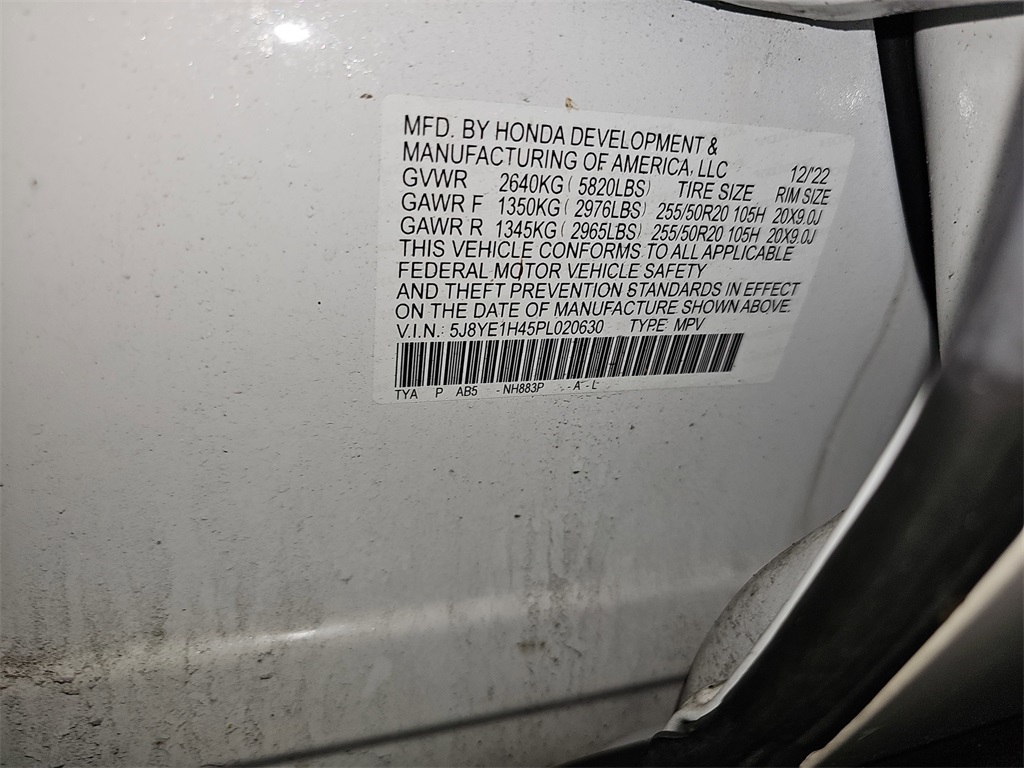 MFD. BY HONDA DEVELOPMENT &
MANUFACTURING OF AMERICA, LLC 12/'22
GVWR 2640KG ( 5820LBS) TIRE SIZE RIM SIZE
GAWR F 1350KG ( 2976LBS) 255/50R20 105H 20X9.0J
GAWR R 1345KG ( 2965LBS) 255/50R20 105H 20X9.0J
THIS VEHICLE CONFORMS TO ALL APPLICABLE
FEDERAL MOTOR VEHICLE SAFETY
AND THEFT PREVENTION STANDARDS IN EFFECT
ON THE DATE OF MANUFACTURE SHOWN ABOVE.
V.I.N.: 5J8YE1H45PL020630 TYPE: MPV
TYA P AB5 - NH883P - A - L